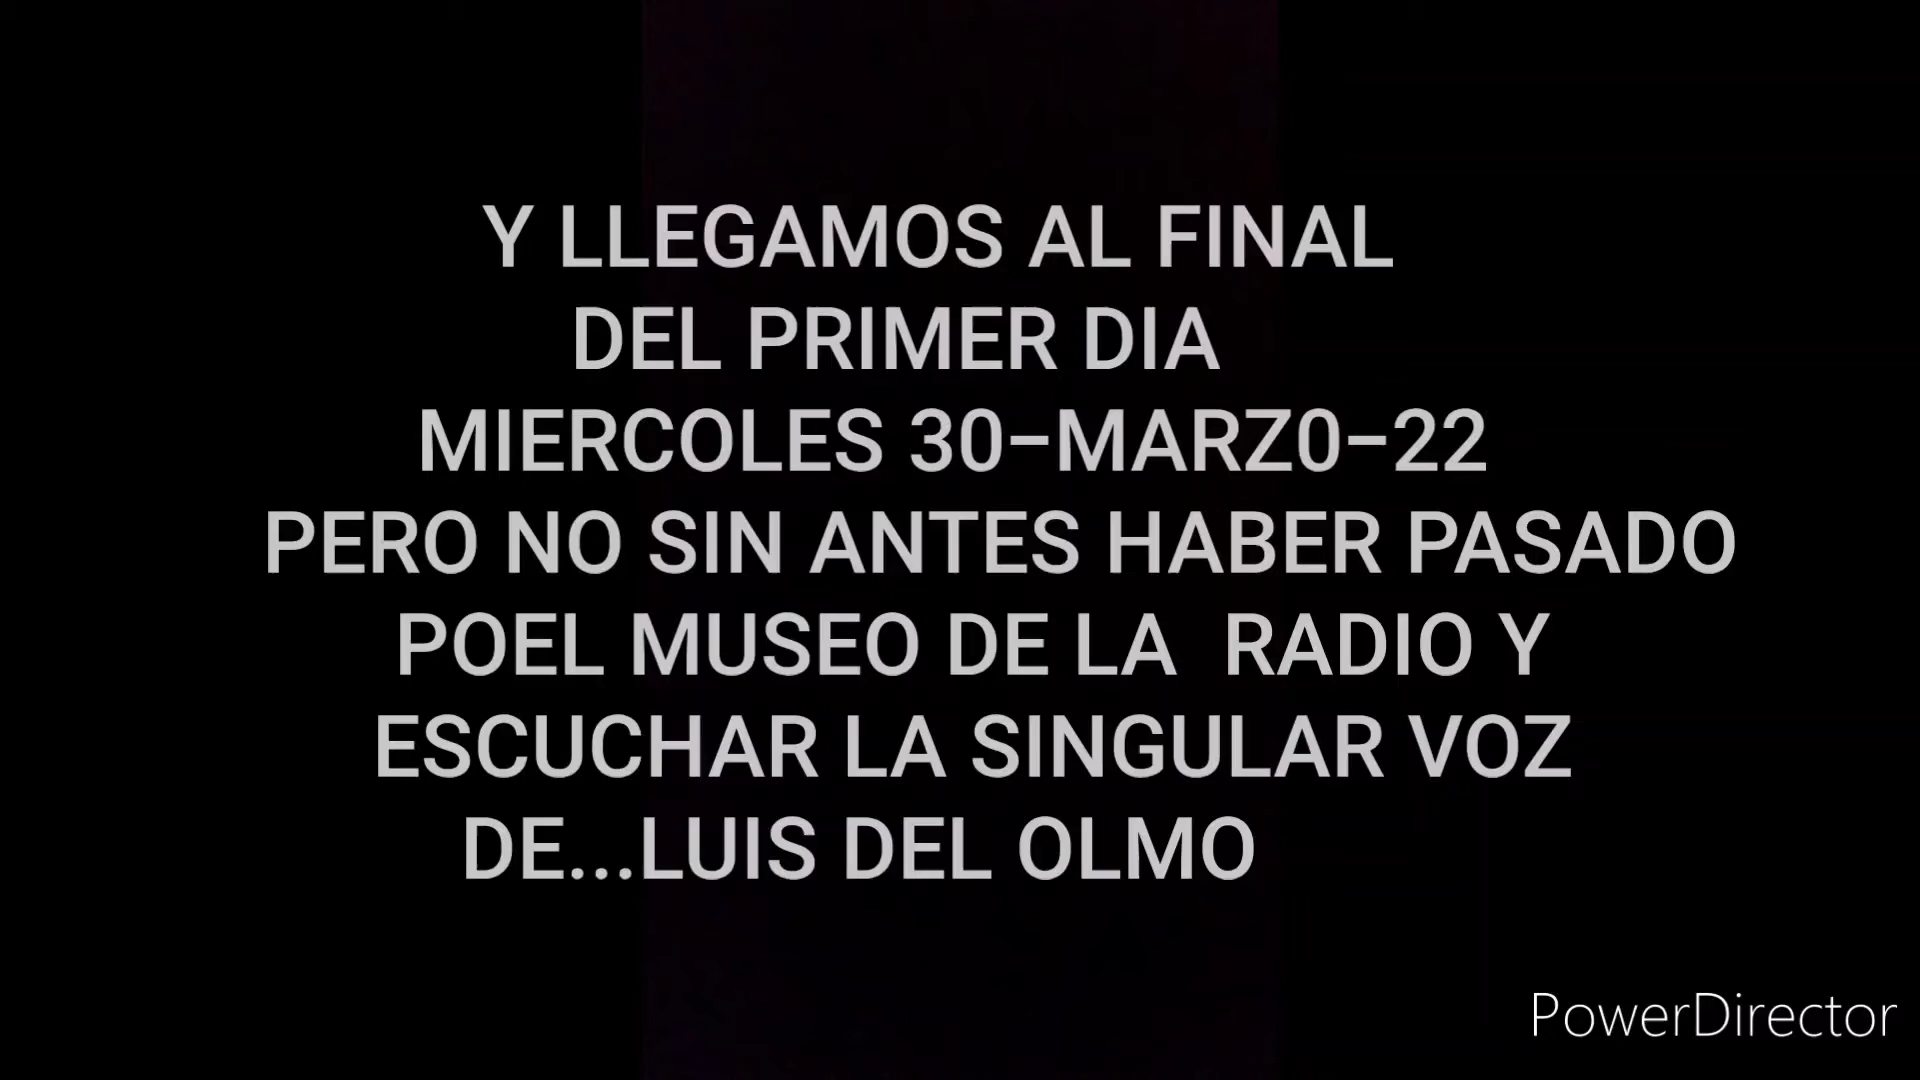 Y LLEGAMOS AL FINAL
DEL PRIMER DIA
MIERCOLES 30-MARZ0-22
PERO NO SIN ANTES HABER PASADO
POEL MUSEO DE LA  RADIO Y
ESCUCHAR LA SINGULAR VOZ
DE...LUIS DEL OLMO
PowerDirector